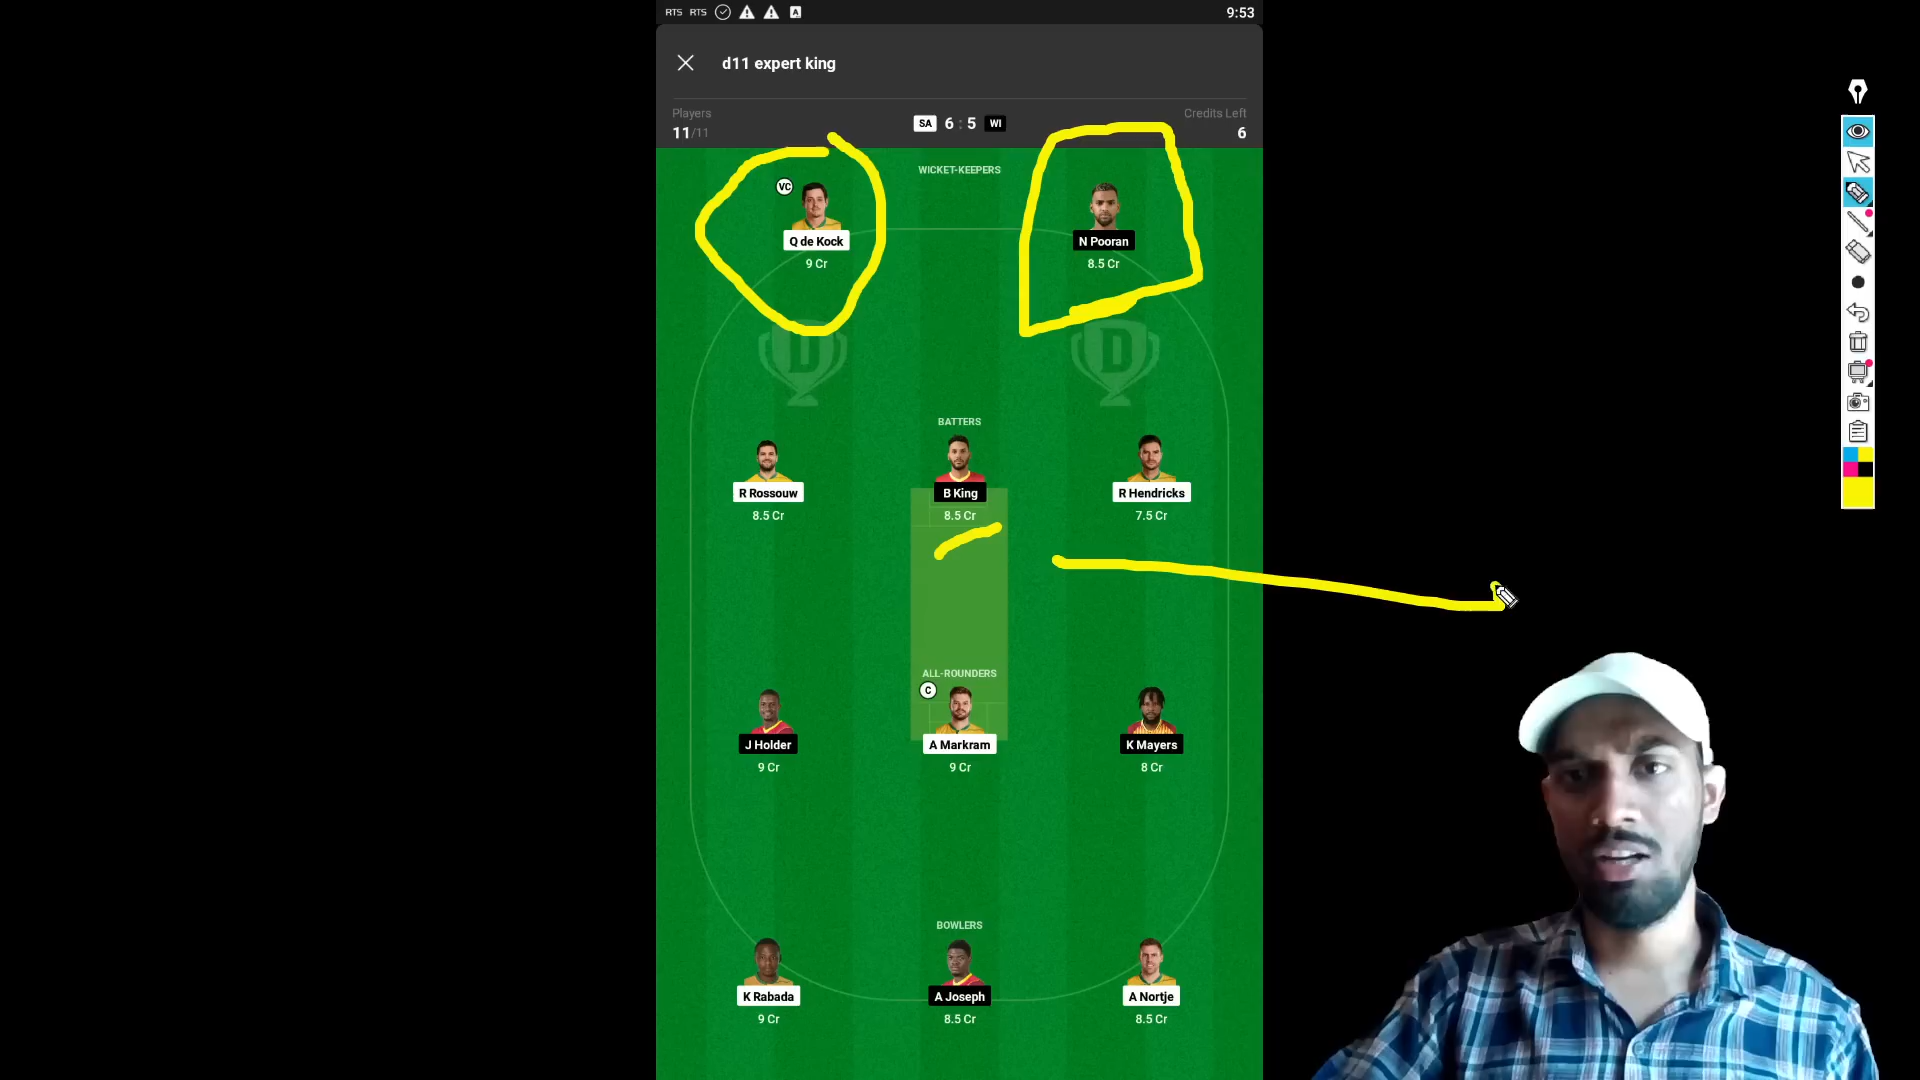 RTS RTS A 9:53
d11 expert king
Players Credits Left
11/11 SA 6 : 5 WI 6
WICKET-KEEPERS
VC
Q de Kock N Pooran
9 Cr 8.5 Cr
D D
BATTERS
R Rossouw B King R Hendricks
8.5 Cr 8.5 Cr 7.5 Cr
ALL-ROUNDERS
C
J Holder A Markram K Mayers
9 Cr 9 Cr 8 Cr
BOWLERS
K Rabada A Joseph A Nortje
9 Cr 8.5 Cr 8.5 Cr